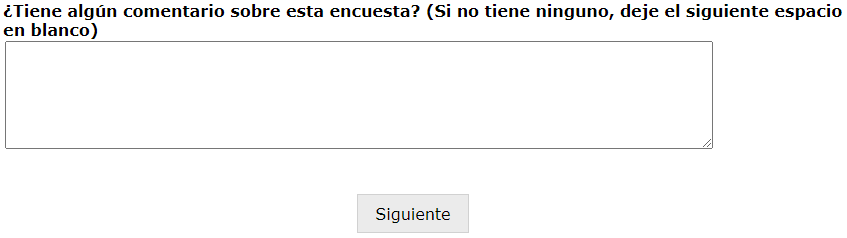 ¿Tiene algún comentario sobre esta encuesta? (Si no tiene ninguno, deje el siguiente espacio
en blanco)
Siguiente